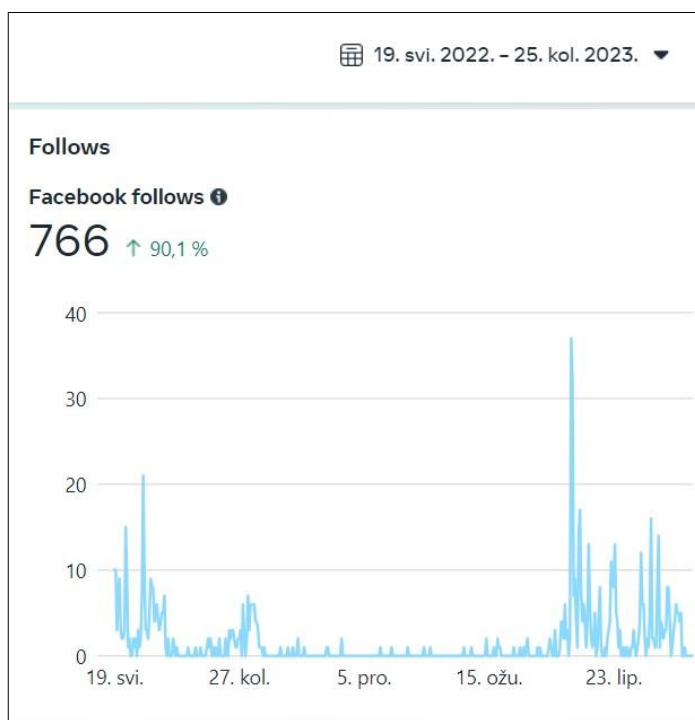 19. svi. 2022. – 25. kol. 2023.
Follows
Facebook follows
766 ↑ 90,1 %
40
30
20
10
0
19. svi. 27. kol. 5. pro. 15. ožu. 23. lip.